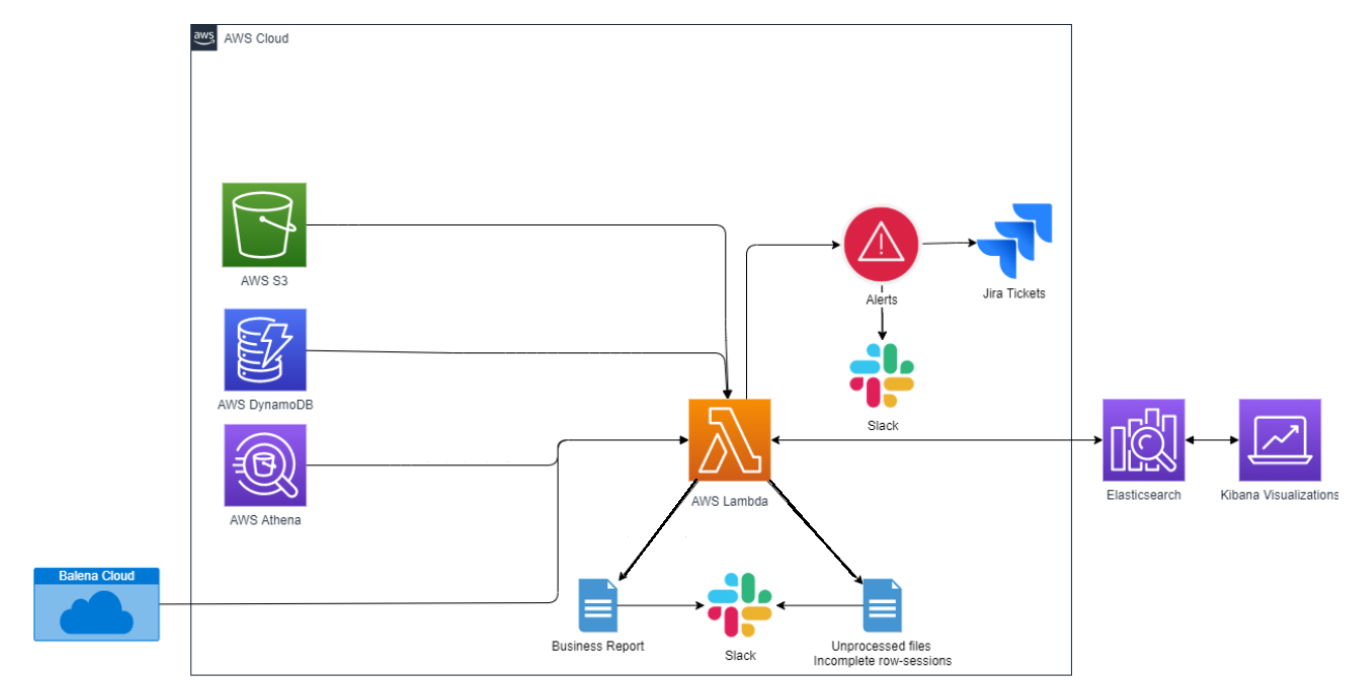 aws
AWS Cloud
AWS S3
Alerts
Jira Tickets
AWS DynamoDB
Slack
AWS Lambda
Elasticsearch
Kibana Visualizations
AWS Athena
Balena Cloud
Business Report
Slack
Unprocessed files
Incomplete row-sessions